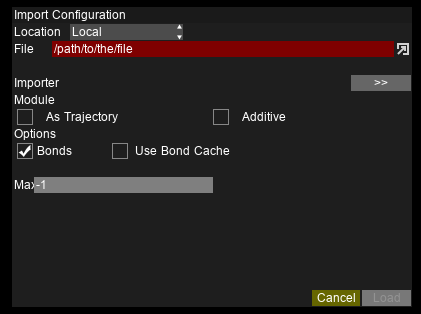 Import Configuration
Location Local
File /path/to/the/file
Importer >>
Module
As Trajectory Additive
Options
Bonds Use Bond Cache
Max -1
Cancel Load